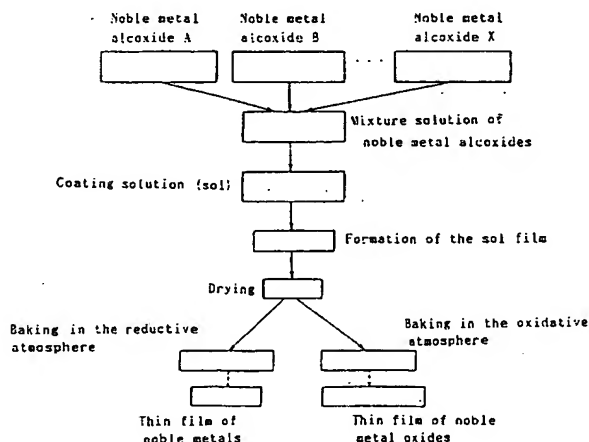 Noble metal
alcoxide A
Noble metal
alcoxide B
Noble metal
alcoxide X
Mixture solution of
noble metal alcoxides
Coating solution (sol)
Formation of the sol film
Drying
Baking in the reductive
atmosphere
Baking in the oxidative
atmosphere
Thin film of
noble metals
Thin film of noble
metal oxides